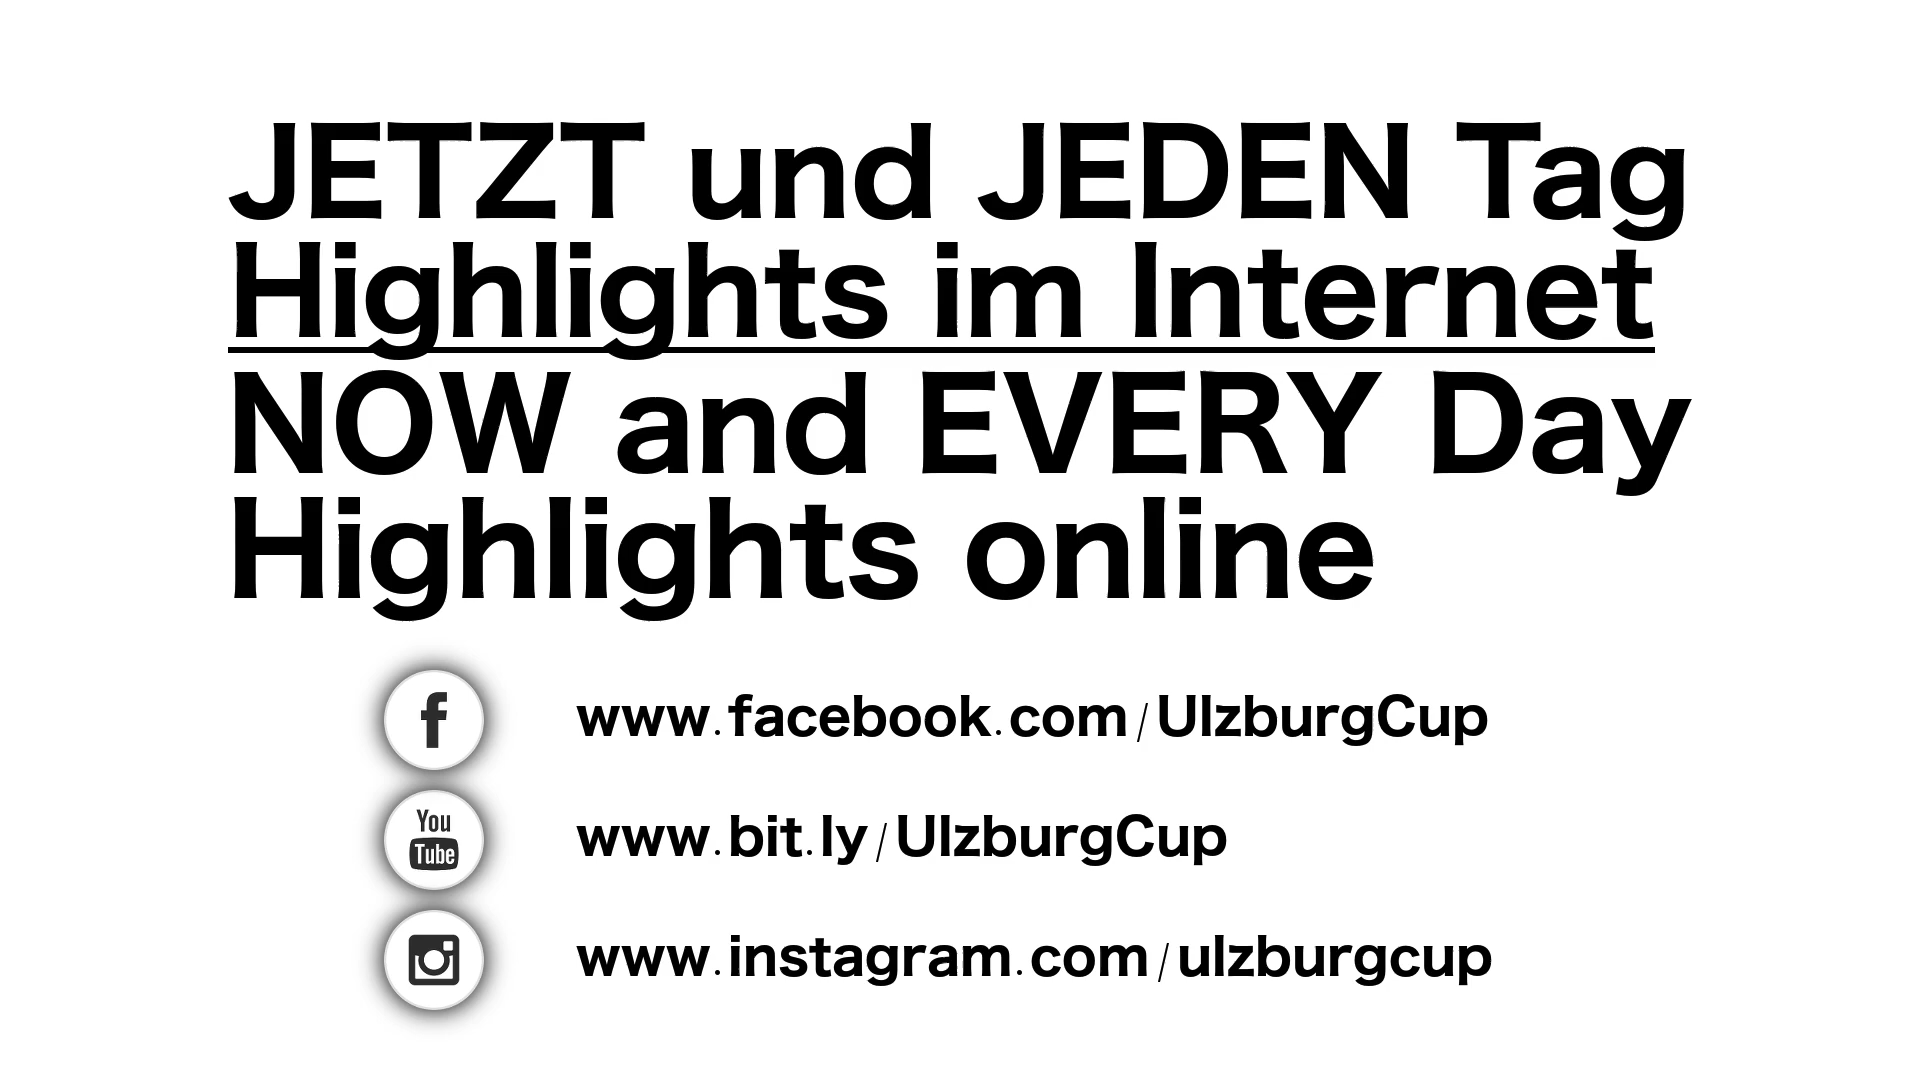 JETZT und JEDEN Tag
Highlights im Internet
NOW and EVERY Day
Highlights online
f www.facebook.com/UlzburgCup
You
Tube www.bit.ly/UlzburgCup
www.instagram.com/ulzburgcup